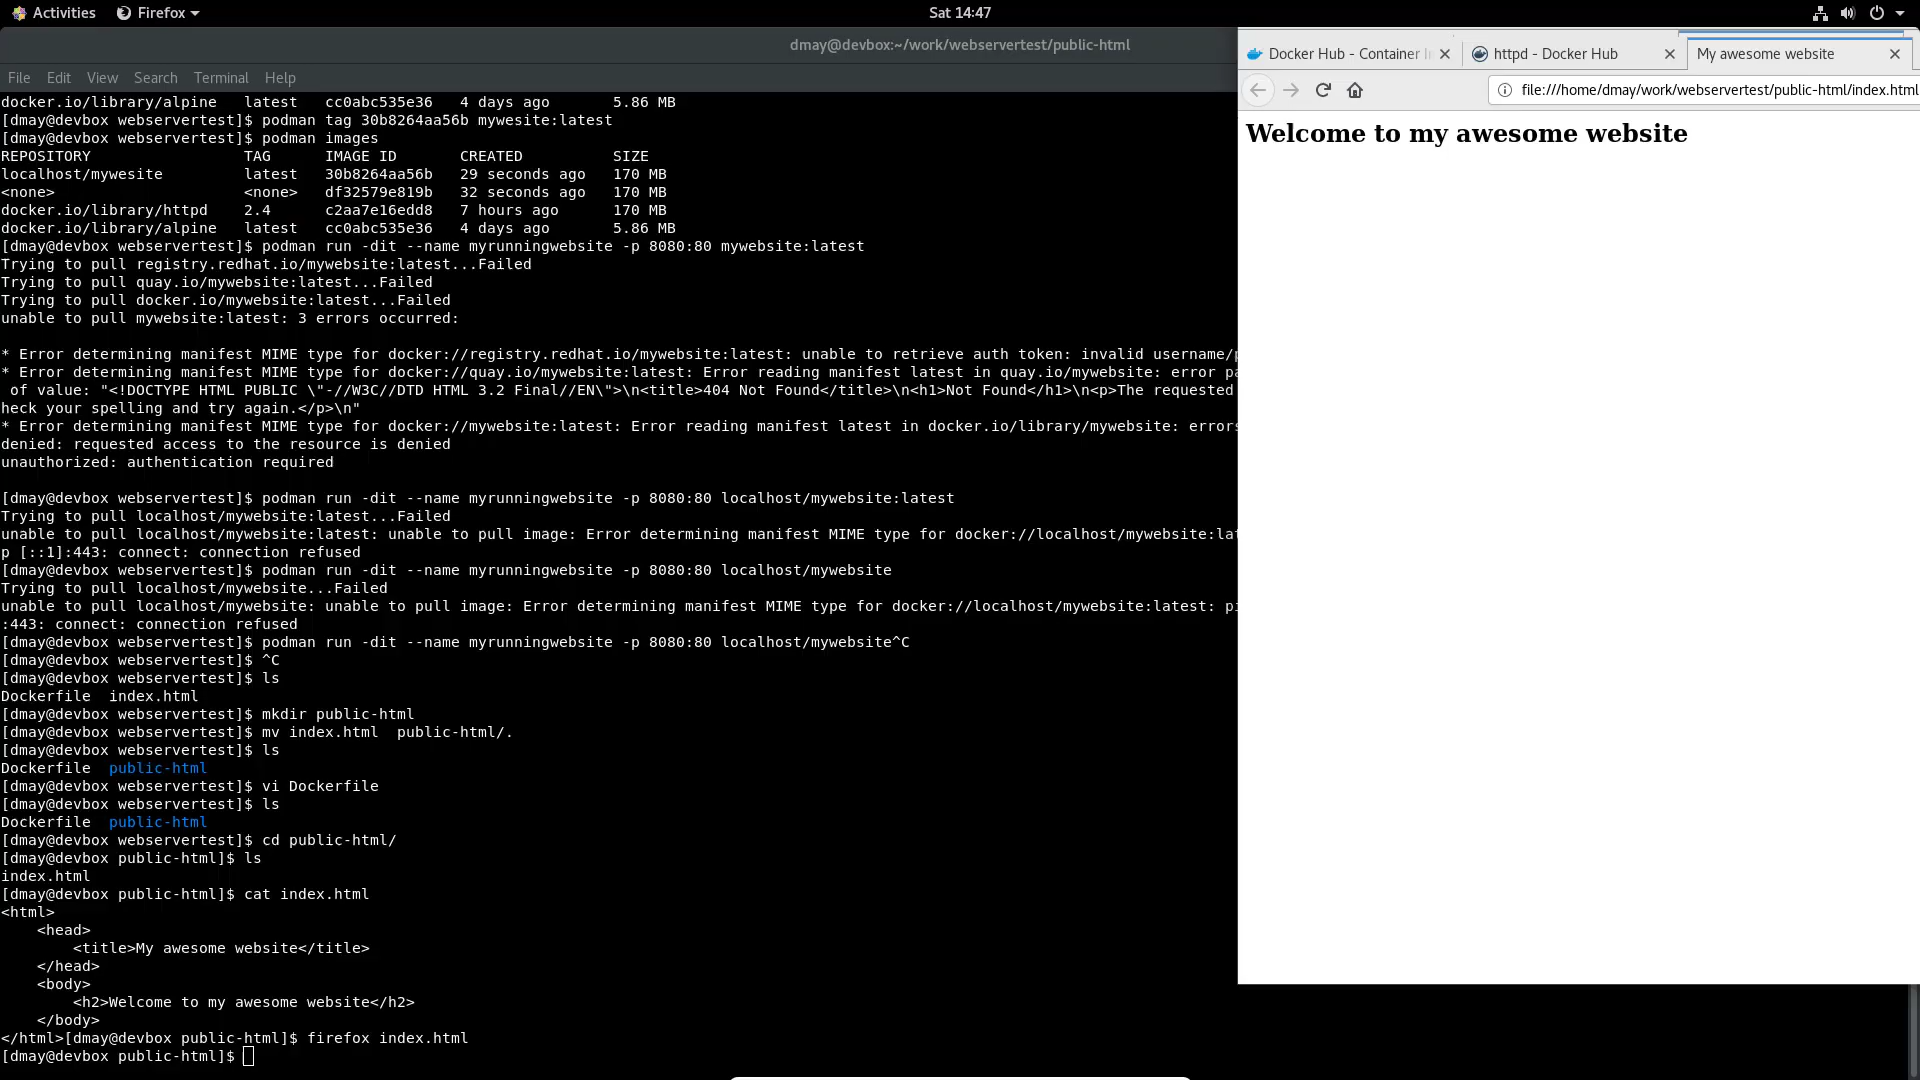 Activities Firefox Sat 14:47
dmay@devbox:~/work/webservertest/public-html
File Edit View Search Terminal Help
docker.io/library/alpine   latest   cc0abc535e36   4 days ago       5.86 MB
[dmay@devbox webservertest]$ podman tag 30b8264aa56b mywesite:latest
[dmay@devbox webservertest]$ podman images
REPOSITORY                 TAG      IMAGE ID       CREATED          SIZE
localhost/mywesite         latest   30b8264aa56b   29 seconds ago   170 MB
<none>                     <none>   df32579e819b   32 seconds ago   170 MB
docker.io/library/httpd    2.4      c2aa7e16edd8   7 hours ago      170 MB
docker.io/library/alpine   latest   cc0abc535e36   4 days ago       5.86 MB
[dmay@devbox webservertest]$ podman run -dit --name myrunningwebsite -p 8080:80 mywebsite:latest
Trying to pull registry.redhat.io/mywebsite:latest...Failed
Trying to pull quay.io/mywebsite:latest...Failed
Trying to pull docker.io/mywebsite:latest...Failed
unable to pull mywebsite:latest: 3 errors occurred:
* Error determining manifest MIME type for docker://registry.redhat.io/mywebsite:latest: unable to retrieve auth token: invalid username/p
* Error determining manifest MIME type for docker://quay.io/mywebsite:latest: Error reading manifest latest in quay.io/mywebsite: error pa
 of value: "<!DOCTYPE HTML PUBLIC \"-//W3C//DTD HTML 3.2 Final//EN\">\n<title>404 Not Found</title>\n<h1>Not Found</h1>\n<p>The requested
heck your spelling and try again.</p>\n"
* Error determining manifest MIME type for docker://mywebsite:latest: Error reading manifest latest in docker.io/library/mywebsite: errors
denied: requested access to the resource is denied
unauthorized: authentication required
[dmay@devbox webservertest]$ podman run -dit --name myrunningwebsite -p 8080:80 localhost/mywebsite:latest
Trying to pull localhost/mywebsite:latest...Failed
unable to pull localhost/mywebsite:latest: unable to pull image: Error determining manifest MIME type for docker://localhost/mywebsite:lat
p [::1]:443: connect: connection refused
[dmay@devbox webservertest]$ podman run -dit --name myrunningwebsite -p 8080:80 localhost/mywebsite
Trying to pull localhost/mywebsite...Failed
unable to pull localhost/mywebsite: unable to pull image: Error determining manifest MIME type for docker://localhost/mywebsite:latest: pi
:443: connect: connection refused
[dmay@devbox webservertest]$ podman run -dit --name myrunningwebsite -p 8080:80 localhost/mywebsite^C
[dmay@devbox webservertest]$ ^C
[dmay@devbox webservertest]$ ls
Dockerfile  index.html
[dmay@devbox webservertest]$ mkdir public-html
[dmay@devbox webservertest]$ mv index.html  public-html/.
[dmay@devbox webservertest]$ ls
Dockerfile  public-html
[dmay@devbox webservertest]$ vi Dockerfile
[dmay@devbox webservertest]$ ls
Dockerfile  public-html
[dmay@devbox webservertest]$ cd public-html/
[dmay@devbox public-html]$ ls
index.html
[dmay@devbox public-html]$ cat index.html
<html>
    <head>
        <title>My awesome website</title>
    </head>
    <body>
        <h2>Welcome to my awesome website</h2>
    </body>
</html>[dmay@devbox public-html]$ firefox index.html
[dmay@devbox public-html]$
Docker Hub - Container I
httpd - Docker Hub
My awesome website
file:///home/dmay/work/webservertest/public-html/index.html
Welcome to my awesome website